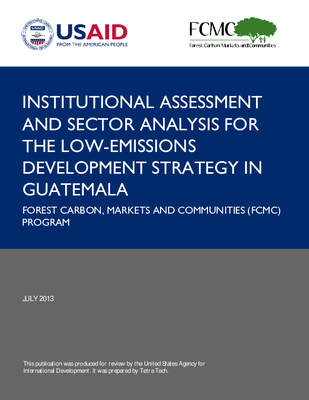 USAID
FROM THE AMERICAN PEOPLE
FCMC
Forest Carbon Markets and Communities
INSTITUTIONAL ASSESSMENT
AND SECTOR ANALYSIS FOR
THE LOW-EMISSIONS
DEVELOPMENT STRATEGY IN
GUATEMALA
FOREST CARBON, MARKETS AND COMMUNITIES (FCMC)
PROGRAM
JULY 2013
This publication was produced for review by the United States Agency for
International Development. It was prepared by Tetra Tech.